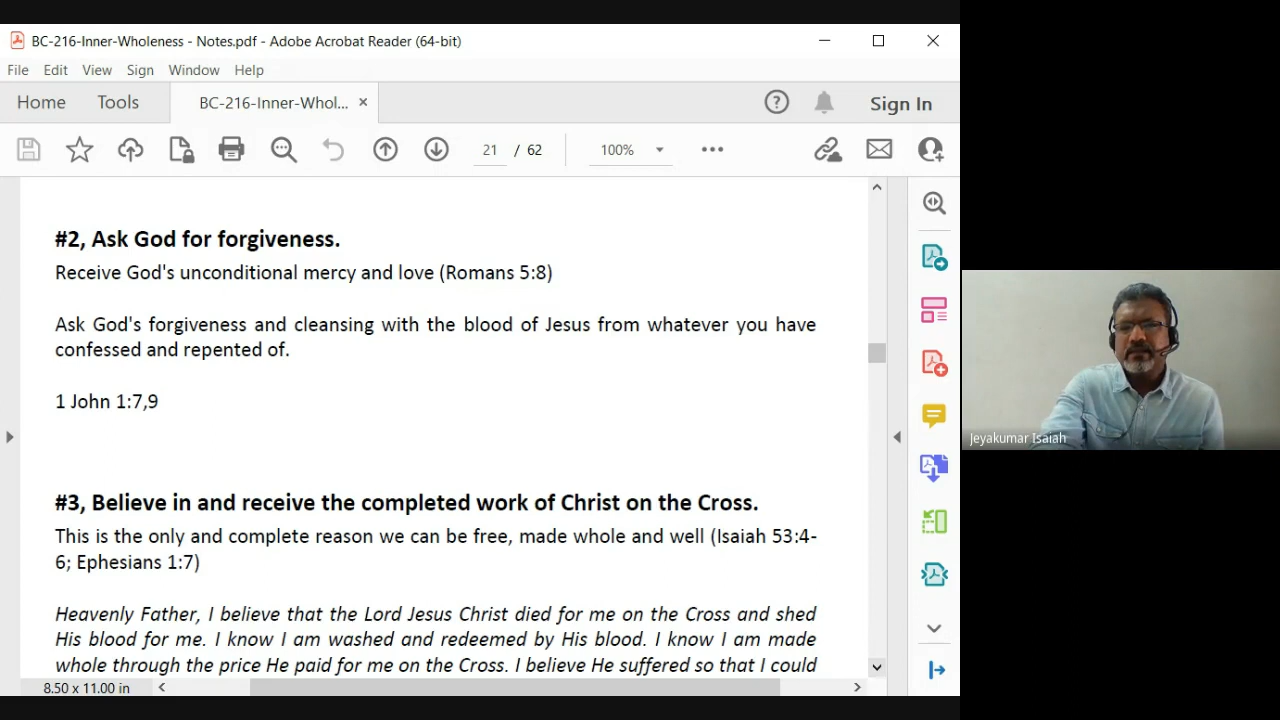 BC-216-Inner-Wholeness - Notes.pdf - Adobe Acrobat Reader (64-bit)
File Edit View Sign Window Help
Home Tools BC-216-Inner-Whol... × Sign In
21 / 62 100%
#2, Ask God for forgiveness.
Receive God's unconditional mercy and love (Romans 5:8)
Ask God's forgiveness and cleansing with the blood of Jesus from whatever you have
confessed and repented of.
1 John 1:7,9
#3, Believe in and receive the completed work of Christ on the Cross.
This is the only and complete reason we can be free, made whole and well (Isaiah 53:4-
6; Ephesians 1:7)
Heavenly Father, I believe that the Lord Jesus Christ died for me on the Cross and shed
His blood for me. I know I am washed and redeemed by His blood. I know I am made
whole through the price He paid for me on the Cross. I believe He suffered so that I could
8.50 x 11.00 in
Jeyakumar Isaiah